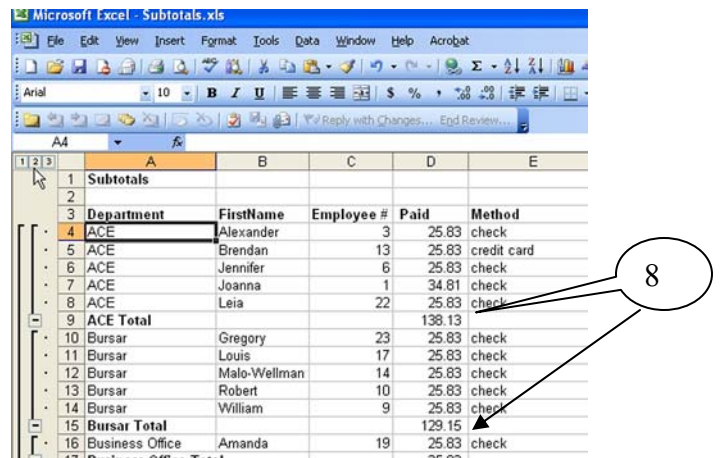 Microsoft Excel - Subtotals.xls
File Edit View Insert Format Tools Data Window Help Acrobat
Arial 10 B I U $ % ,
Reply with Changes... End Review...
A4 fx
1 2 3 A B C D E
1 Subtotals
2
3 Department FirstName Employee # Paid Method
4 ACE Alexander 3 25.83 check
5 ACE Brendan 13 25.83 credit card
6 ACE Jennifer 6 25.83 check
7 ACE Joanna 1 34.81 check
8 ACE Leia 22 25.83 check
9 ACE Total 138.13
10 Bursar Gregory 23 25.83 check
11 Bursar Louis 17 25.83 check
12 Bursar Malo-Wellman 14 25.83 check
13 Bursar Robert 10 25.83 check
14 Bursar William 9 25.83 check
15 Bursar Total 129.15
16 Business Office Amanda 19 25.83 check
17 Business Office Total 25.83
8